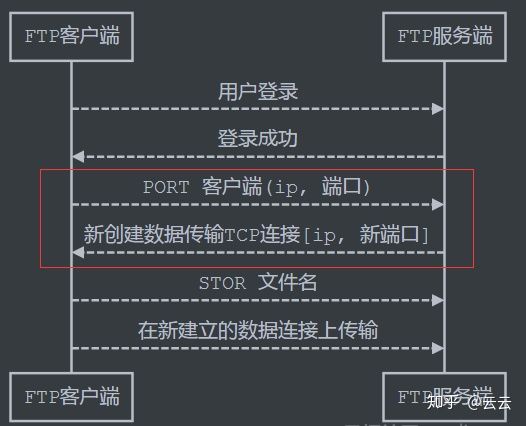 FTP客户端 FTP服务端
用户登录
登录成功
PORT 客户端(ip, 端口)
新创建数据传输TCP连接[ip, 新端口]
STOR 文件名
在新建立的数据连接上传输
FTP客户端 FTP服务端
知乎 @云云